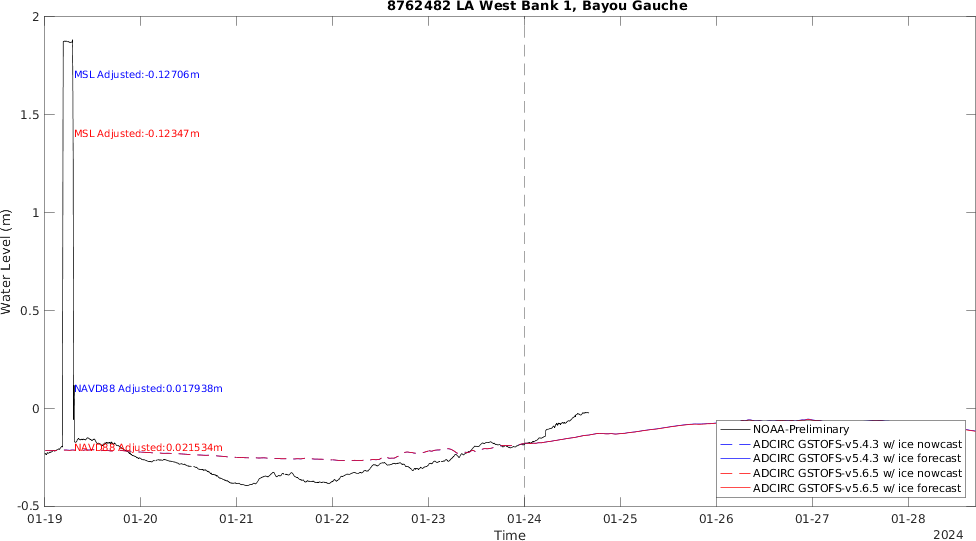 8762482 LA West Bank 1, Bayou Gauche
2
MSL Adjusted:-0.12706m
1.5
MSL Adjusted:-0.12347m
1
Water Level (m)
0.5
NAVD88 Adjusted:0.017938m
0
NAVD88 Adjusted:0.021534m
NOAA-Preliminary
ADCIRC GSTOFS-v5.4.3 w/ ice nowcast
ADCIRC GSTOFS-v5.4.3 w/ ice forecast
ADCIRC GSTOFS-v5.6.5 w/ ice nowcast
ADCIRC GSTOFS-v5.6.5 w/ ice forecast
-0.5
01-19 01-20 01-21 01-22 01-23 01-24 01-25 01-26 01-27 01-28
Time
2024